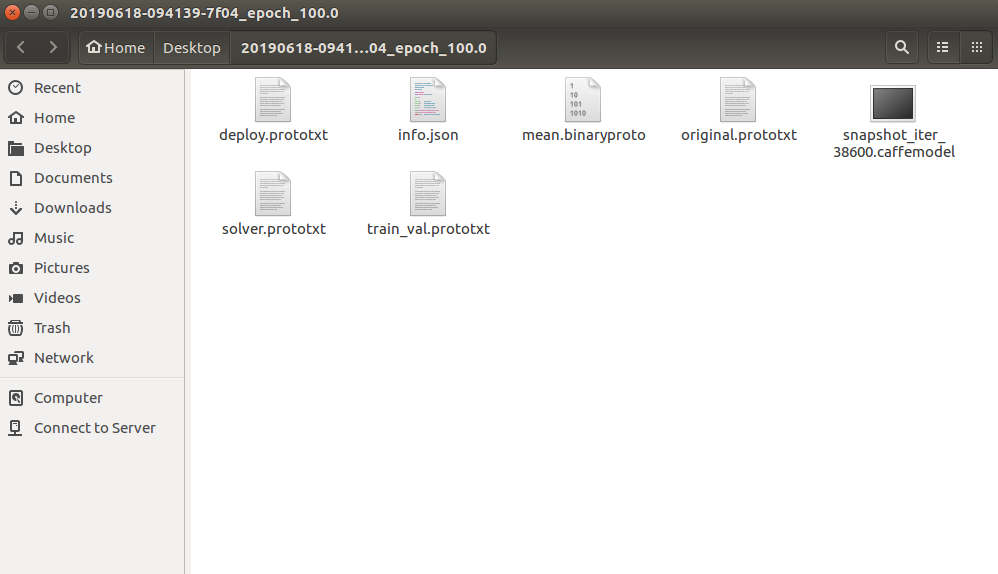 20190618-094139-7f04_epoch_100.0
Home
Desktop
20190618-0941...04_epoch_100.0
Recent
Home
Desktop
Documents
Downloads
Music
Pictures
Videos
Trash
Network
Computer
Connect to Server
deploy.prototxt
info.json
1
10
101
1010
mean.binaryproto
original.prototxt
snapshot_iter_
38600.caffemodel
solver.prototxt
train_val.prototxt